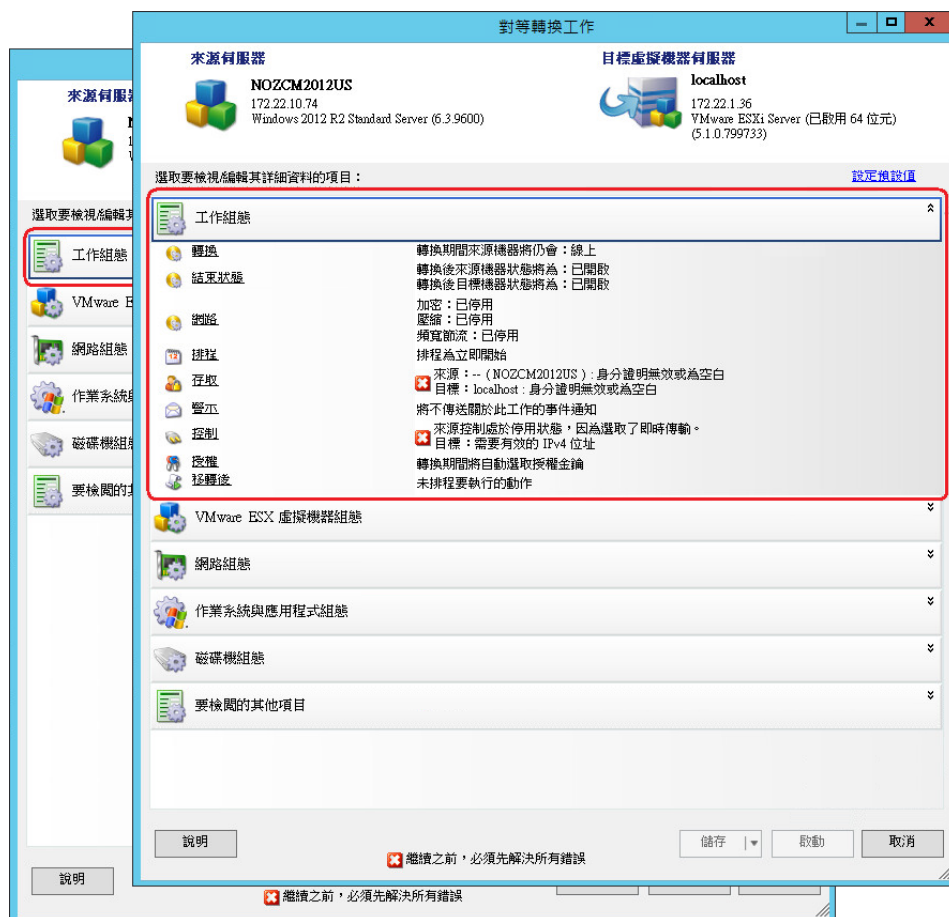 對等轉換工作
來源伺服器
NOZCM2012US
172.22.10.74
Windows 2012 R2 Standard Server (6.3.9600)
目標虛擬機器伺服器
localhost
172.22.1.36
VMware ESXi Server (已啟用 64 位元)
(5.1.0.799733)
選取要檢視/編輯其詳細資料的項目：
設定預設值
工作組態
轉換
轉換期間來源機器將仍會：線上
結束狀態
轉換後來源機器狀態將為：已開啟
轉換後目標機器狀態將為：已開啟
網路
加密：已停用
壓縮：已停用
頻寬節流：已停用
排程
排程為立即開始
存取
來源：-- ( NOZCM2012US ) : 身分證明無效或為空白
目標：localhost : 身分證明無效或為空白
警示
將不傳送關於此工作的事件通知
控制
來源控制處於停用狀態，因為選取了即時傳輸。
目標：需要有效的 IPv4 位址
授權
轉換期間將自動選取授權金鑰
移轉後
未排程要執行的動作
VMware ESX 虛擬機器組態
網路組態
作業系統與應用程式組態
磁碟機組態
要檢閱的其他項目
說明
繼續之前，必須先解決所有錯誤
儲存
啟動
取消
來源伺服
選取要檢視/編輯其
工作組態
VMware E
網路組態
作業系統
磁碟機組
要檢閱的
說明
繼續之前，必須先解決所有錯誤